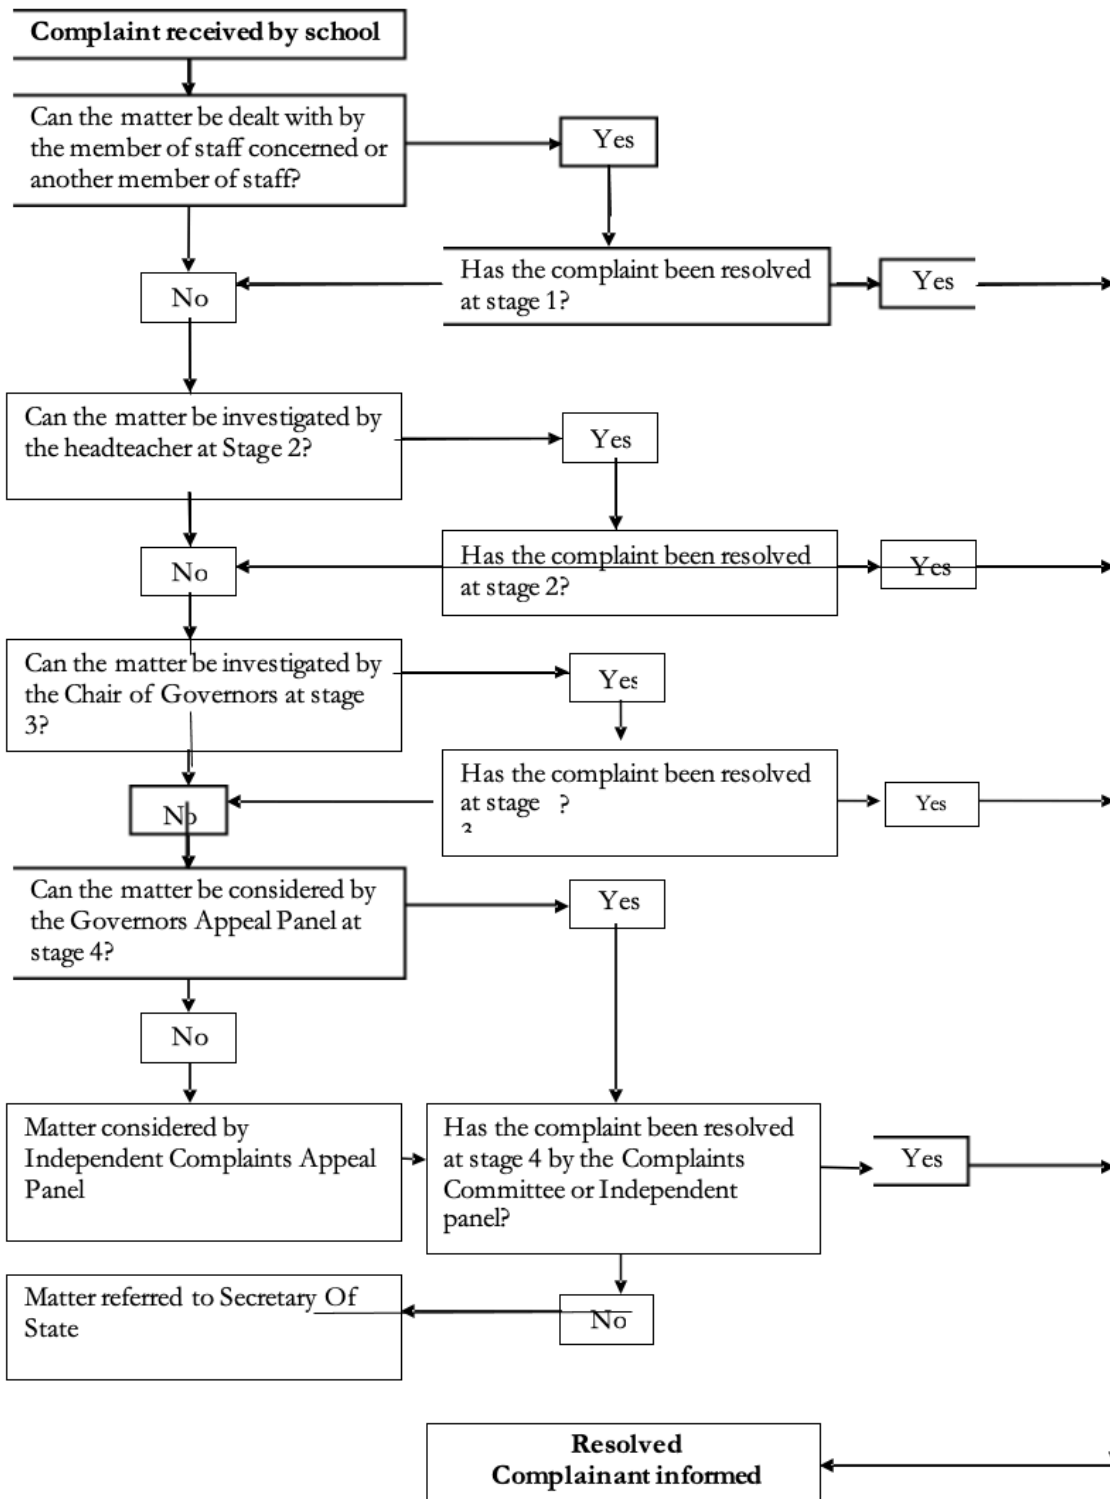 Complaint received by school
Can the matter be dealt with by
the member of staff concerned or
another member of staff?
Yes
Has the complaint been resolved
at stage 1?
Yes
No
Can the matter be investigated by
the headteacher at Stage 2?
Yes
Has the complaint been resolved
at stage 2?
Yes
No
Can the matter be investigated by
the Chair of Governors at stage
3?
Yes
Has the complaint been resolved
at stage ?
3
Yes
No
Can the matter be considered by
the Governors Appeal Panel at
stage 4?
Yes
No
Matter considered by
Independent Complaints Appeal
Panel
Has the complaint been resolved
at stage 4 by the Complaints
Committee or Independent
panel?
Yes
Matter referred to Secretary Of
State
No
Resolved
Complainant informed